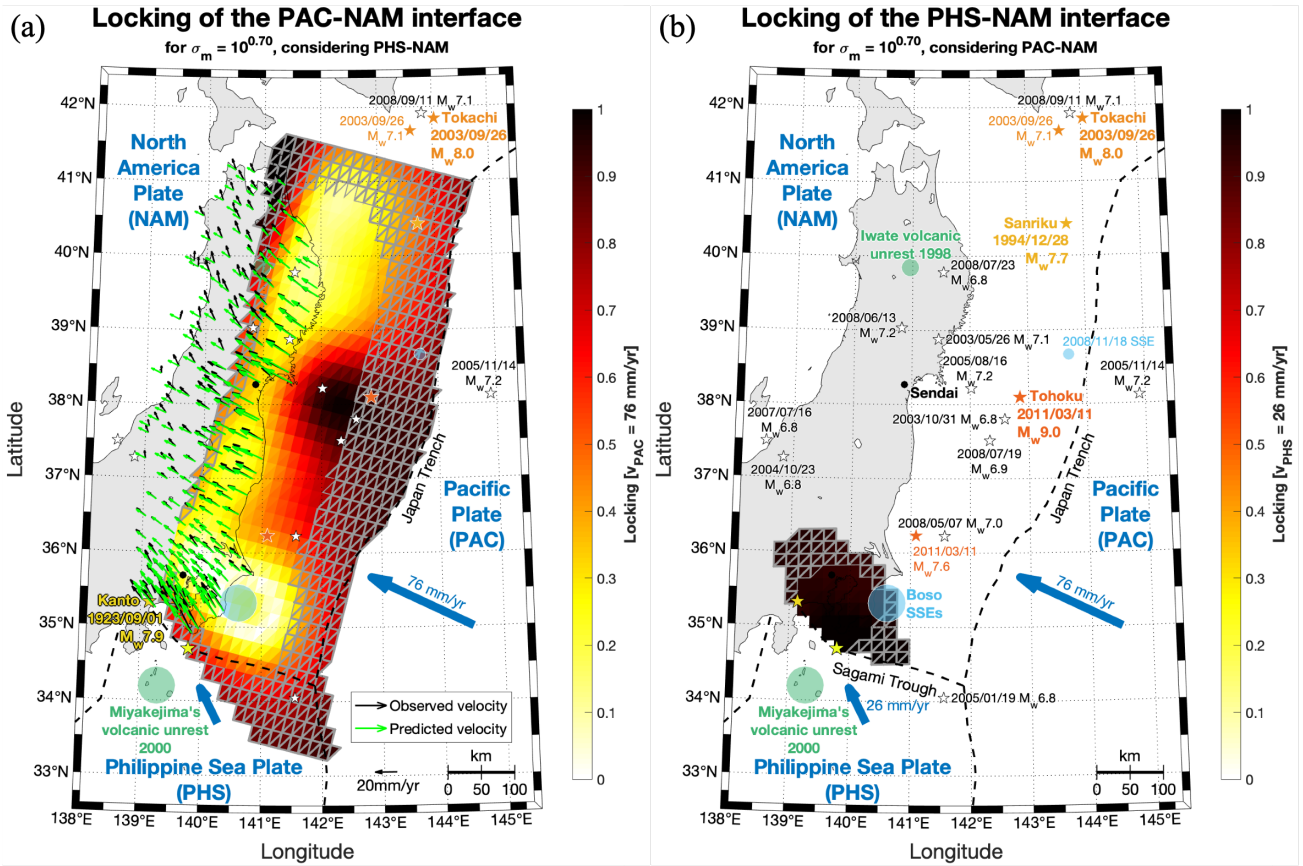 (a)
Locking of the PAC-NAM interface
for σm = 10^0.70, considering PHS-NAM
42°N
41°N
40°N
39°N
38°N
37°N
36°N
35°N
34°N
33°N
Latitude
138°E
139°E
140°E
141°E
142°E
143°E
144°E
145°E
Longitude
North
America
Plate
(NAM)
2008/09/11 Mw7.1
2003/09/26
Mw7.1
Tokachi
2003/09/26
Mw8.0
2005/11/14
Mw7.2
Japan Trench
Pacific
Plate
(PAC)
76 mm/yr
Kanto
1923/09/01
Mw 7.9
Miyakejima's
volcanic unrest
2000
Philippine Sea Plate
(PHS)
Observed velocity
Predicted velocity
20mm/yr
km
0 50 100
1
0.9
0.8
0.7
0.6
0.5
0.4
0.3
0.2
0.1
0
Locking [vPAC = 76 mm/yr]
(b)
Locking of the PHS-NAM interface
for σm = 10^0.70, considering PAC-NAM
42°N
41°N
40°N
39°N
38°N
37°N
36°N
35°N
34°N
33°N
Latitude
138°E
139°E
140°E
141°E
142°E
143°E
144°E
145°E
Longitude
North
America
Plate
(NAM)
2008/09/11 Mw7.1
2003/09/26
Mw7.1
Tokachi
2003/09/26
Mw8.0
Sanriku
1994/12/28
Mw7.7
Iwate volcanic
unrest 1998
2008/07/23
Mw6.8
2008/06/13
Mw7.2
2003/05/26 Mw7.1
2008/11/18 SSE
2005/08/16
Mw7.2
2005/11/14
Mw7.2
Sendai
Tohoku
2011/03/11
Mw9.0
2003/10/31 Mw6.8
2007/07/16
Mw6.8
2008/07/19
Mw6.9
2004/10/23
Mw6.8
Japan Trench
Pacific
Plate
(PAC)
2008/05/07 Mw7.0
2011/03/11
Mw7.6
76 mm/yr
Boso
SSEs
Sagami Trough
2005/01/19 Mw6.8
26 mm/yr
Miyakejima's
volcanic unrest
2000
Philippine Sea Plate
(PHS)
km
0 50 100
1
0.9
0.8
0.7
0.6
0.5
0.4
0.3
0.2
0.1
0
Locking [vPHS = 26 mm/yr]